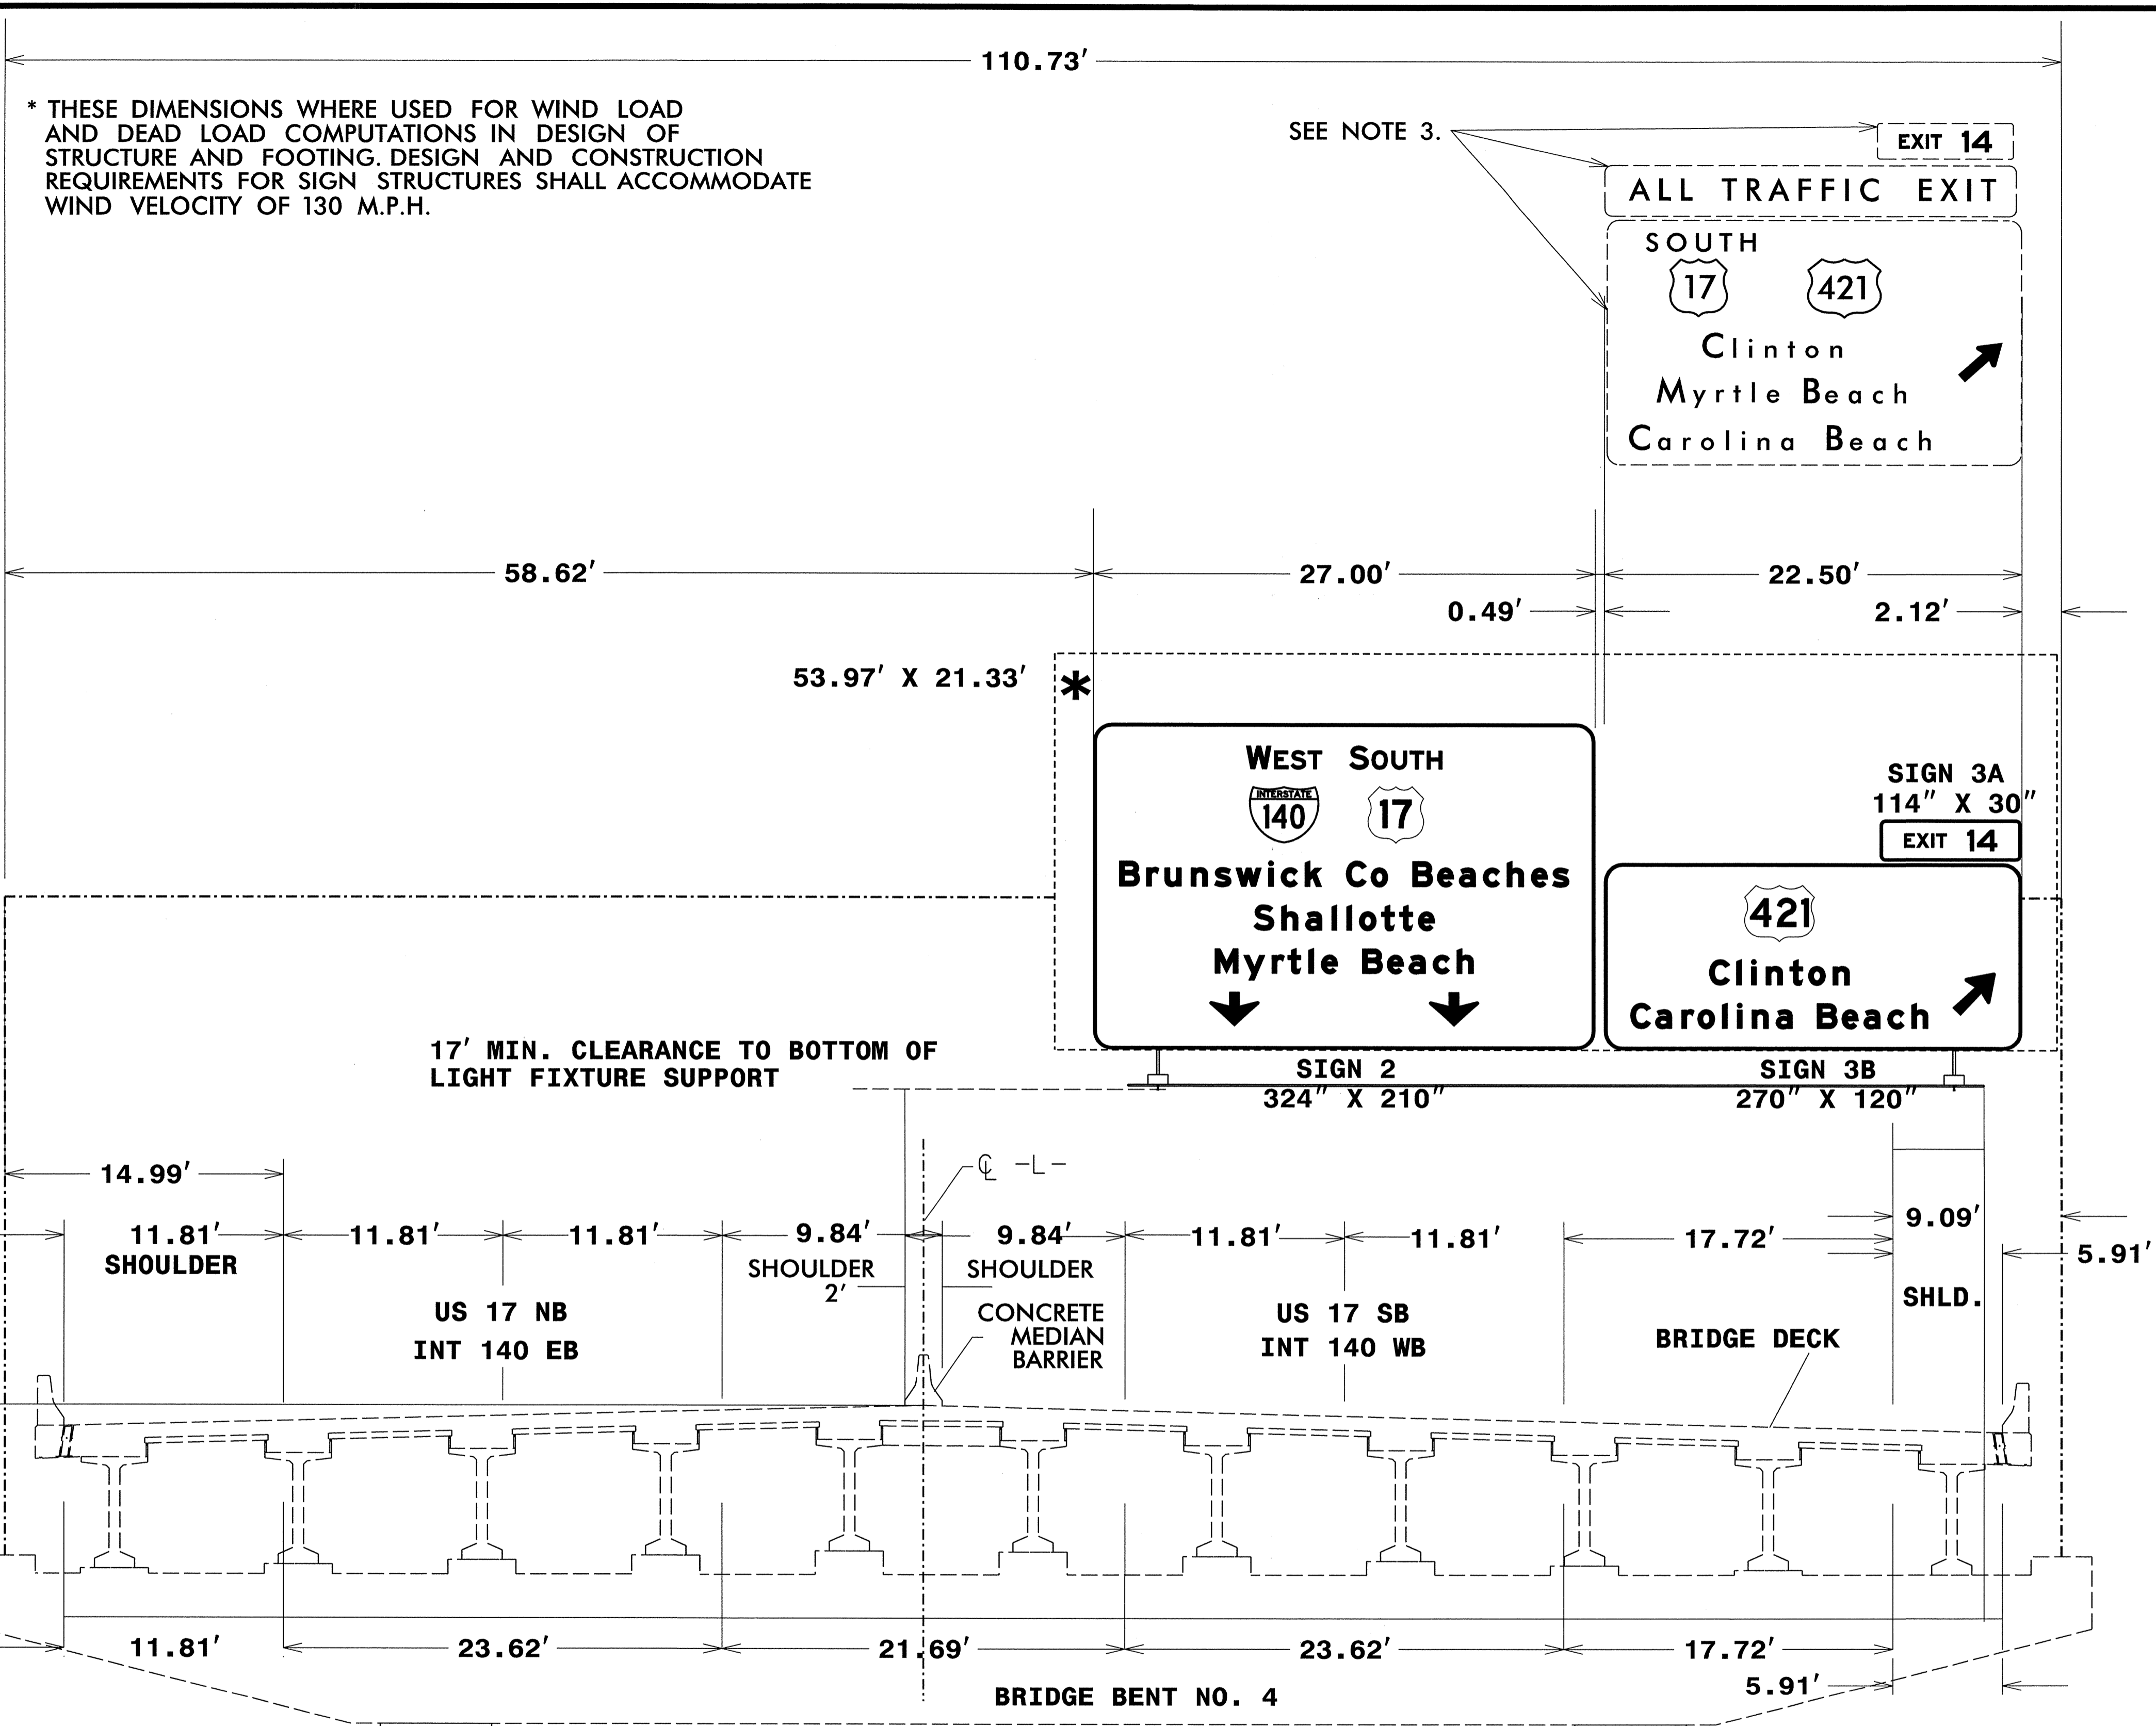 110.73′
* THESE DIMENSIONS WHERE USED FOR WIND LOAD
AND DEAD LOAD COMPUTATIONS IN DESIGN OF
STRUCTURE AND FOOTING. DESIGN AND CONSTRUCTION
REQUIREMENTS FOR SIGN STRUCTURES SHALL ACCOMMODATE
WIND VELOCITY OF 130 M.P.H.
SEE NOTE 3.
EXIT 14
ALL TRAFFIC EXIT
SOUTH
17 421
Clinton
Myrtle Beach
Carolina Beach
58.62′ 27.00′ 22.50′
0.49′ 2.12′
53.97′ X 21.33′ *
WEST SOUTH
INTERSTATE
140 17
Brunswick Co Beaches
Shallotte
Myrtle Beach
SIGN 3A
114″ X 30″
EXIT 14
421
Clinton
Carolina Beach
17′ MIN. CLEARANCE TO BOTTOM OF
LIGHT FIXTURE SUPPORT
SIGN 2
324″ X 210″
SIGN 3B
270″ X 120″
14.99′
℄ -L-
11.81′ 11.81′ 11.81′ 9.84′ 9.84′ 11.81′ 11.81′ 17.72′ 9.09′
5.91′
SHOULDER
SHOULDER
2′
SHOULDER
SHLD.
US 17 NB
INT 140 EB
CONCRETE
MEDIAN
BARRIER
US 17 SB
INT 140 WB
BRIDGE DECK
11.81′ 23.62′ 21.69′ 23.62′ 17.72′
5.91′
BRIDGE BENT NO. 4